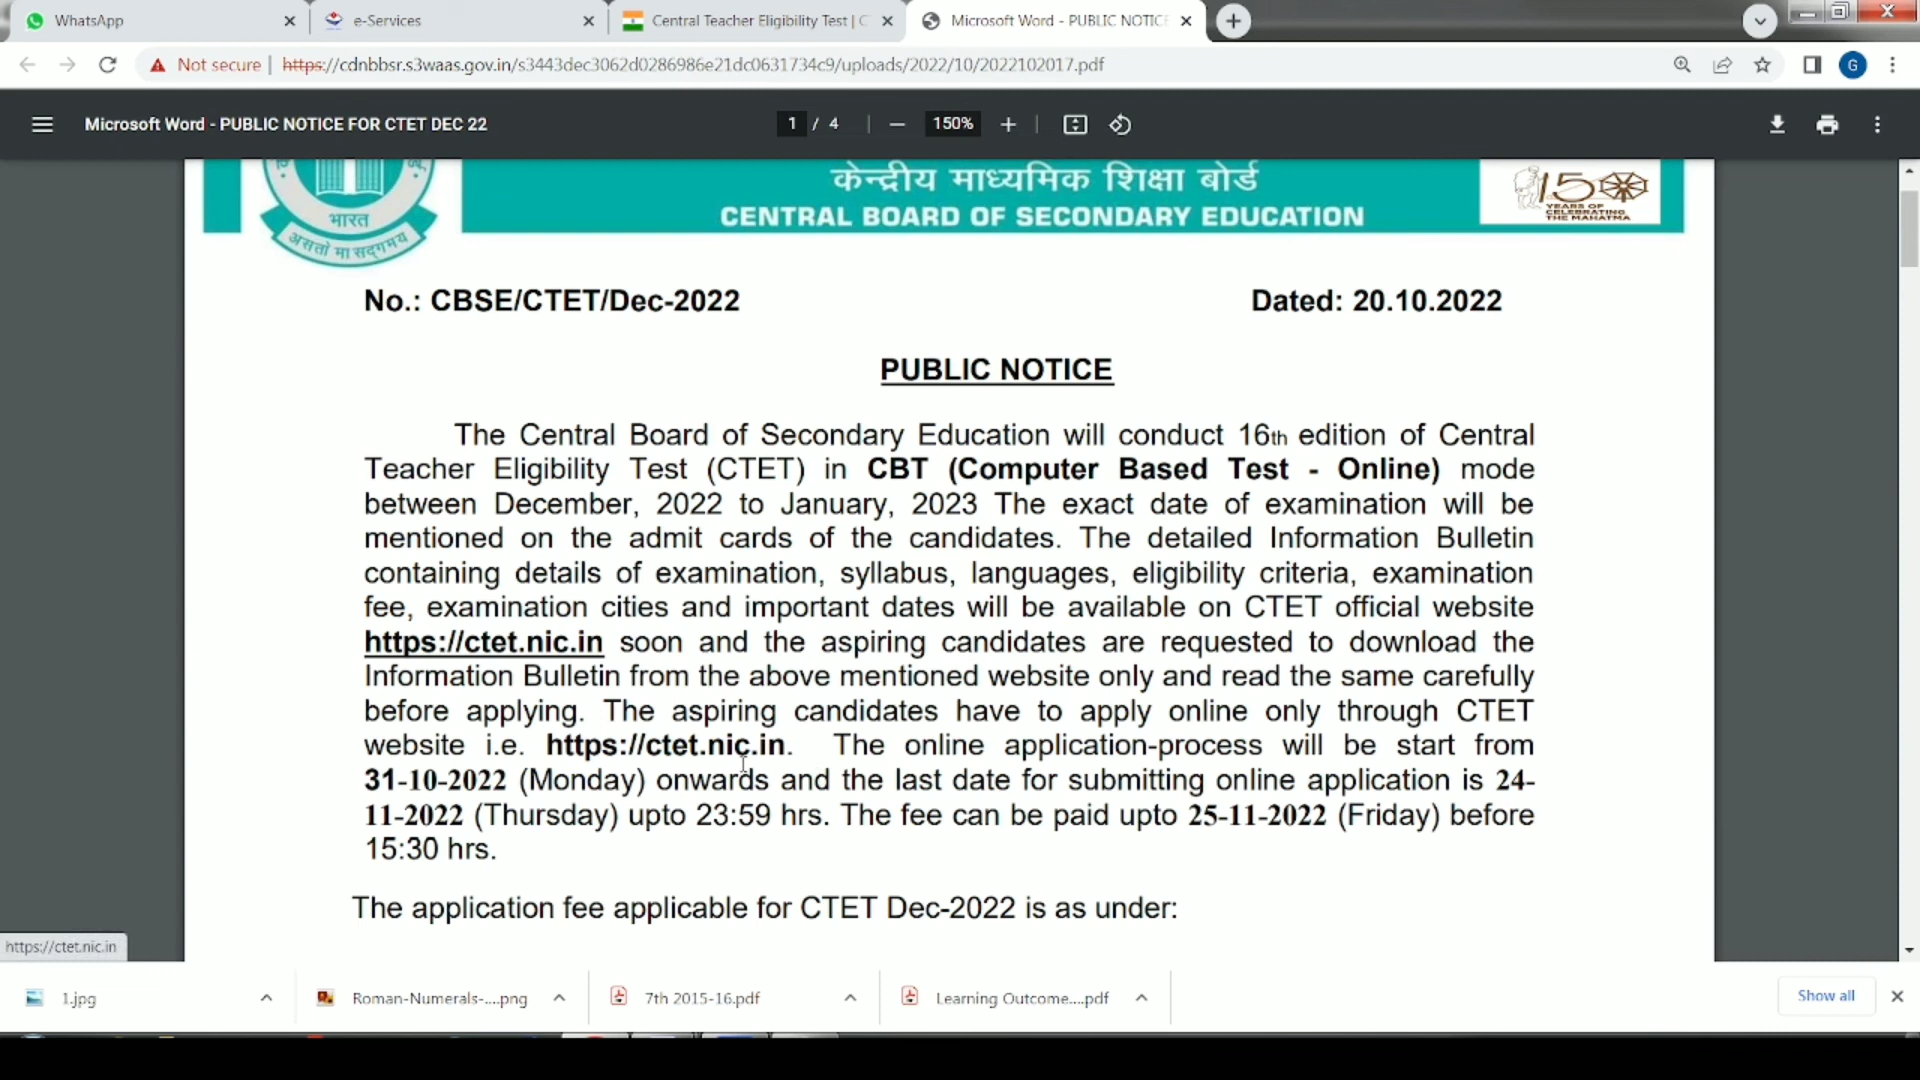 WhatsApp
e-Services
Central Teacher Eligibility Test | C
Microsoft Word - PUBLIC NOTICE
Not secure | https://cdnbbsr.s3waas.gov.in/s3443dec3062d0286986e21dc0631734c9/uploads/2022/10/2022102017.pdf
G
Microsoft Word - PUBLIC NOTICE FOR CTET DEC 22
1 / 4
150%
केन्द्रीय माध्यमिक शिक्षा बोर्ड
CENTRAL BOARD OF SECONDARY EDUCATION
भारत
असतो मा सद्गमय
150
YEARS OF
CELEBRATING
THE MAHATMA
No.: CBSE/CTET/Dec-2022
Dated: 20.10.2022
PUBLIC NOTICE
The Central Board of Secondary Education will conduct 16th edition of Central
Teacher Eligibility Test (CTET) in CBT (Computer Based Test - Online) mode
between December, 2022 to January, 2023 The exact date of examination will be
mentioned on the admit cards of the candidates. The detailed Information Bulletin
containing details of examination, syllabus, languages, eligibility criteria, examination
fee, examination cities and important dates will be available on CTET official website
https://ctet.nic.in soon and the aspiring candidates are requested to download the
Information Bulletin from the above mentioned website only and read the same carefully
before applying. The aspiring candidates have to apply online only through CTET
website i.e. https://ctet.nic.in. The online application-process will be start from
31-10-2022 (Monday) onwards and the last date for submitting online application is 24-
11-2022 (Thursday) upto 23:59 hrs. The fee can be paid upto 25-11-2022 (Friday) before
15:30 hrs.
The application fee applicable for CTET Dec-2022 is as under:
https://ctet.nic.in
1.jpg
Roman-Numerals-....png
7th 2015-16.pdf
Learning Outcome....pdf
Show all